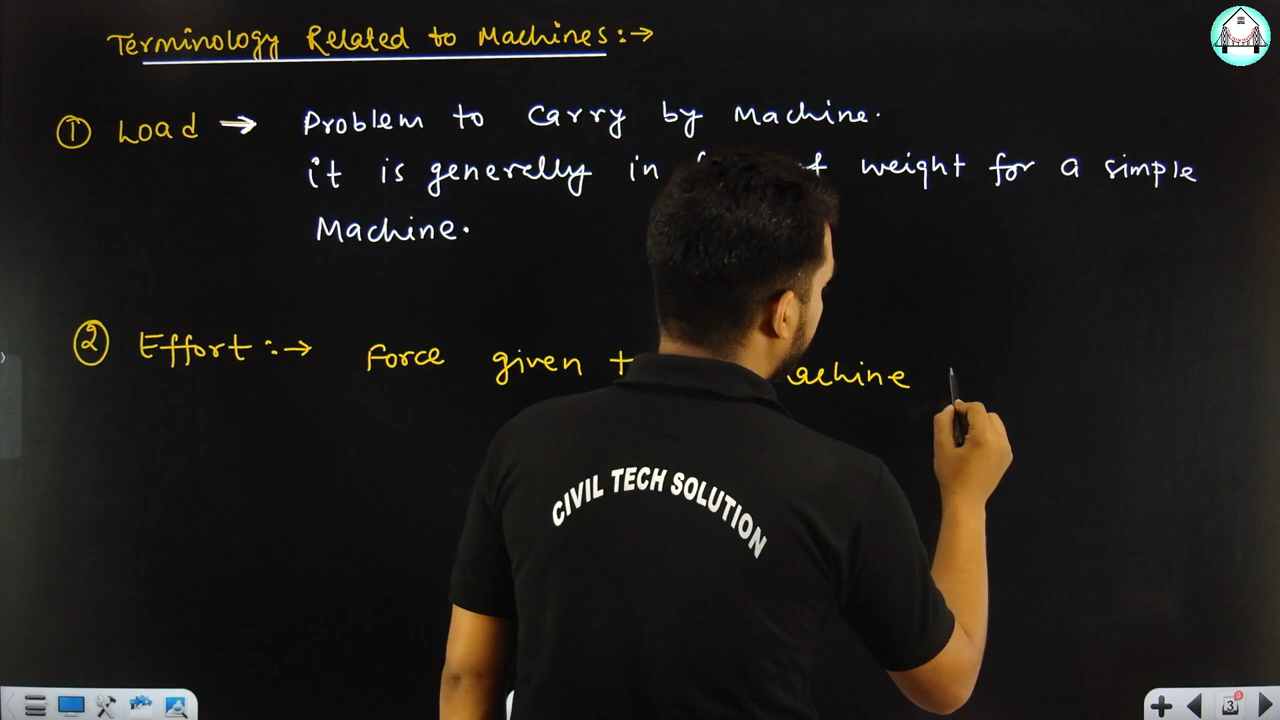 Terminology Related to Machines:→
① Load → Problem to carry by Machine.
it is generelly in weight for a simple
Machine.
② Effort:→ Force given
CIVIL TECH SOLUTION
3